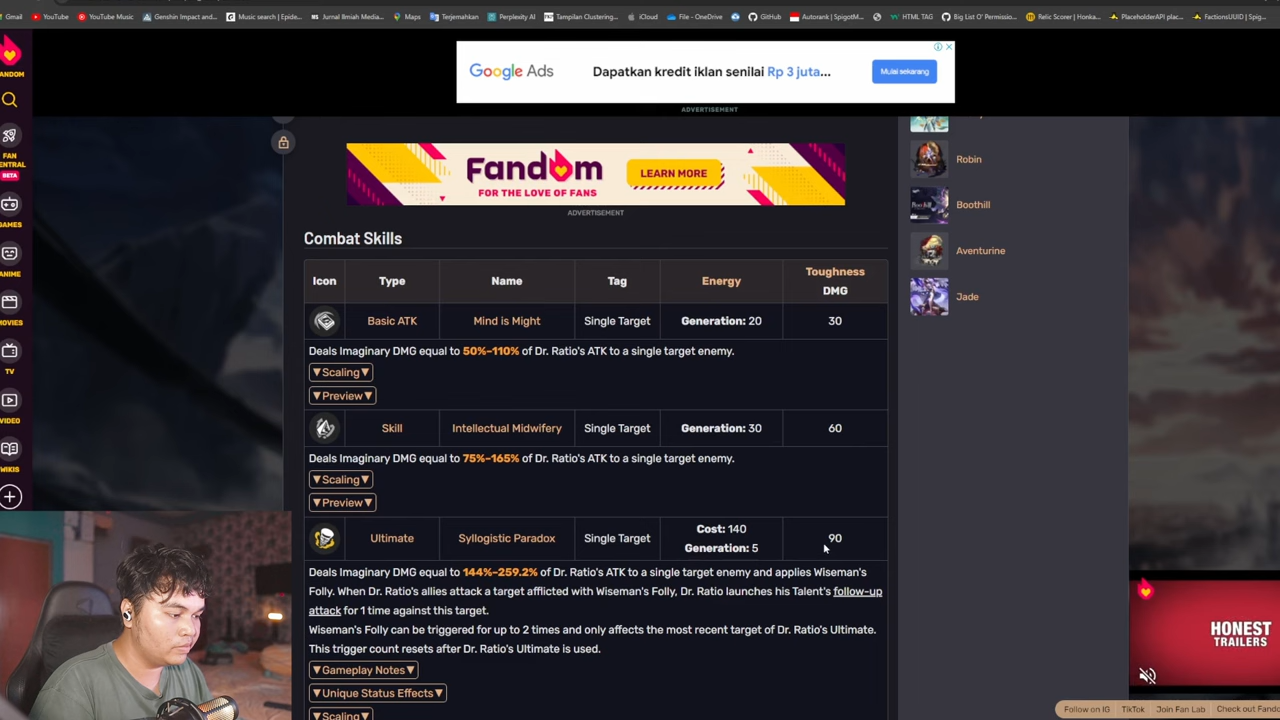 Gmail
YouTube
YouTube Music
Genshin Impact and...
Music search | Epide...
Jurnal Ilmiah Media...
Maps
Terjemahkan
Perplexity AI
Tampilan Clustering...
iCloud
File - OneDrive
GitHub
Autorank | SpigotM...
HTML TAG
Big List O' Permissio...
Relic Scorer | Honka...
PlaceholderAPI plac...
FactionsUUID | Spig...
ANDOM
FAN
ENTRAL
BETA
GAMES
ANIME
MOVIES
TV
VIDEO
WIKIS
Google Ads
Dapatkan kredit iklan senilai Rp 3 juta...
Mulai sekarang
ADVERTISEMENT
Fandom
FOR THE LOVE OF FANS
LEARN MORE
ADVERTISEMENT
Robin
Boothill
Aventurine
Jade
Combat Skills
Icon Type Name Tag Energy Toughness DMG
Basic ATK Mind is Might Single Target Generation: 20 30
Deals Imaginary DMG equal to 50%–110% of Dr. Ratio's ATK to a single target enemy.
▼Scaling▼
▼Preview▼
Skill Intellectual Midwifery Single Target Generation: 30 60
Deals Imaginary DMG equal to 75%–165% of Dr. Ratio's ATK to a single target enemy.
▼Scaling▼
▼Preview▼
Ultimate Syllogistic Paradox Single Target Cost: 140 Generation: 5 90
Deals Imaginary DMG equal to 144%–259.2% of Dr. Ratio's ATK to a single target enemy and applies Wiseman's
Folly. When Dr. Ratio's allies attack a target afflicted with Wiseman's Folly, Dr. Ratio launches his Talent's follow-up
attack for 1 time against this target.
Wiseman's Folly can be triggered for up to 2 times and only affects the most recent target of Dr. Ratio's Ultimate.
This trigger count resets after Dr. Ratio's Ultimate is used.
▼Gameplay Notes▼
▼Unique Status Effects▼
▼Scaling▼
HONEST
TRAILERS
Follow on IG
TikTok
Join Fan Lab
Check out Fando